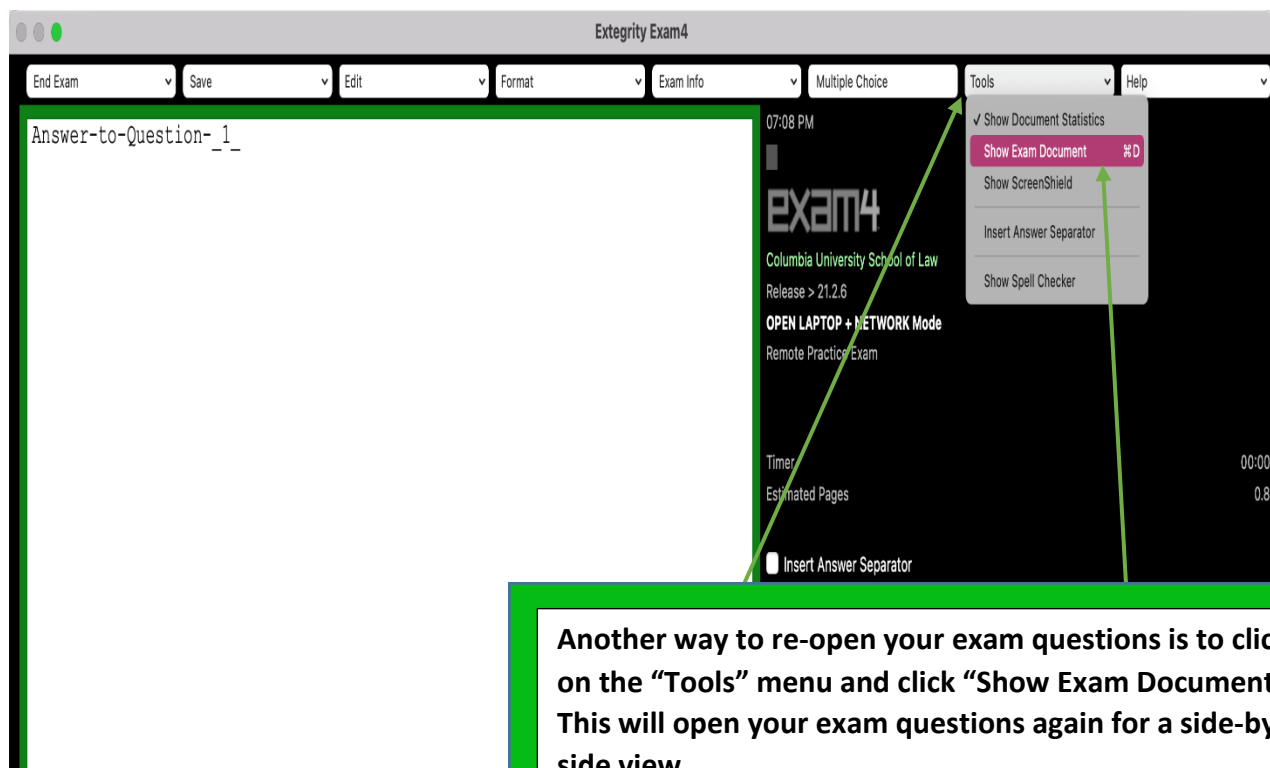 Extegrity Exam4
End Exam Save Edit Format Exam Info Multiple Choice Tools Help
Answer-to-Question-_1_
07:08 PM
exam4
Columbia University School of Law
Release > 21.2.6
OPEN LAPTOP + NETWORK Mode
Remote Practice Exam
✓ Show Document Statistics
Show Exam Document ⌘D
Show ScreenShield
Insert Answer Separator
Show Spell Checker
Timer 00:00
Estimated Pages 0.8
Insert Answer Separator
Another way to re-open your exam questions is to clic
on the “Tools” menu and click “Show Exam Document
This will open your exam questions again for a side-by
side view